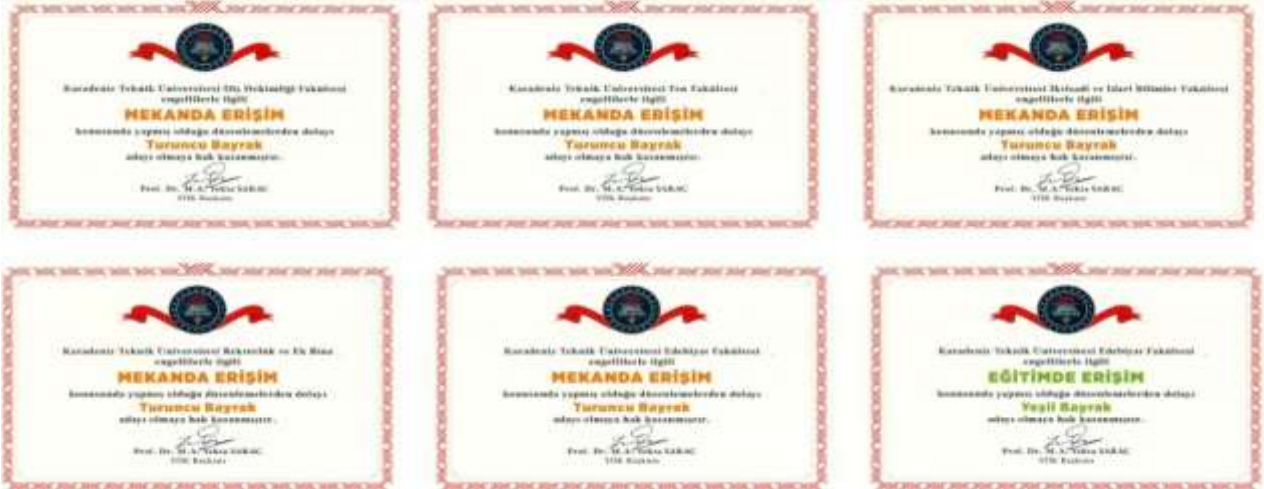 Karadeniz Teknik Üniversitesi Diş Hekimliği Fakültesi
engellilerle ilgili
MEKANDA ERİŞİM
konusunda yapmış olduğu düzenlemelerden dolayı
Turuncu Bayrak
adayı olmaya hak kazanmıştır.
Prof. Dr. M.A. Yekta SARAÇ
YÖK Başkanı
Karadeniz Teknik Üniversitesi Fen Fakültesi
engellilerle ilgili
MEKANDA ERİŞİM
konusunda yapmış olduğu düzenlemelerden dolayı
Turuncu Bayrak
adayı olmaya hak kazanmıştır.
Prof. Dr. M.A. Yekta SARAÇ
YÖK Başkanı
Karadeniz Teknik Üniversitesi İktisadi ve İdari Bilimler Fakültesi
engellilerle ilgili
MEKANDA ERİŞİM
konusunda yapmış olduğu düzenlemelerden dolayı
Turuncu Bayrak
adayı olmaya hak kazanmıştır.
Prof. Dr. M.A. Yekta SARAÇ
YÖK Başkanı
Karadeniz Teknik Üniversitesi Rektörlük ve Ek Bina
engellilerle ilgili
MEKANDA ERİŞİM
konusunda yapmış olduğu düzenlemelerden dolayı
Turuncu Bayrak
adayı olmaya hak kazanmıştır.
Prof. Dr. M.A. Yekta SARAÇ
YÖK Başkanı
Karadeniz Teknik Üniversitesi Edebiyat Fakültesi
engellilerle ilgili
MEKANDA ERİŞİM
konusunda yapmış olduğu düzenlemelerden dolayı
Turuncu Bayrak
adayı olmaya hak kazanmıştır.
Prof. Dr. M.A. Yekta SARAÇ
YÖK Başkanı
Karadeniz Teknik Üniversitesi Edebiyat Fakültesi
engellilerle ilgili
EĞİTİMDE ERİŞİM
konusunda yapmış olduğu düzenlemelerden dolayı
Yeşil Bayrak
adayı olmaya hak kazanmıştır.
Prof. Dr. M.A. Yekta SARAÇ
YÖK Başkanı